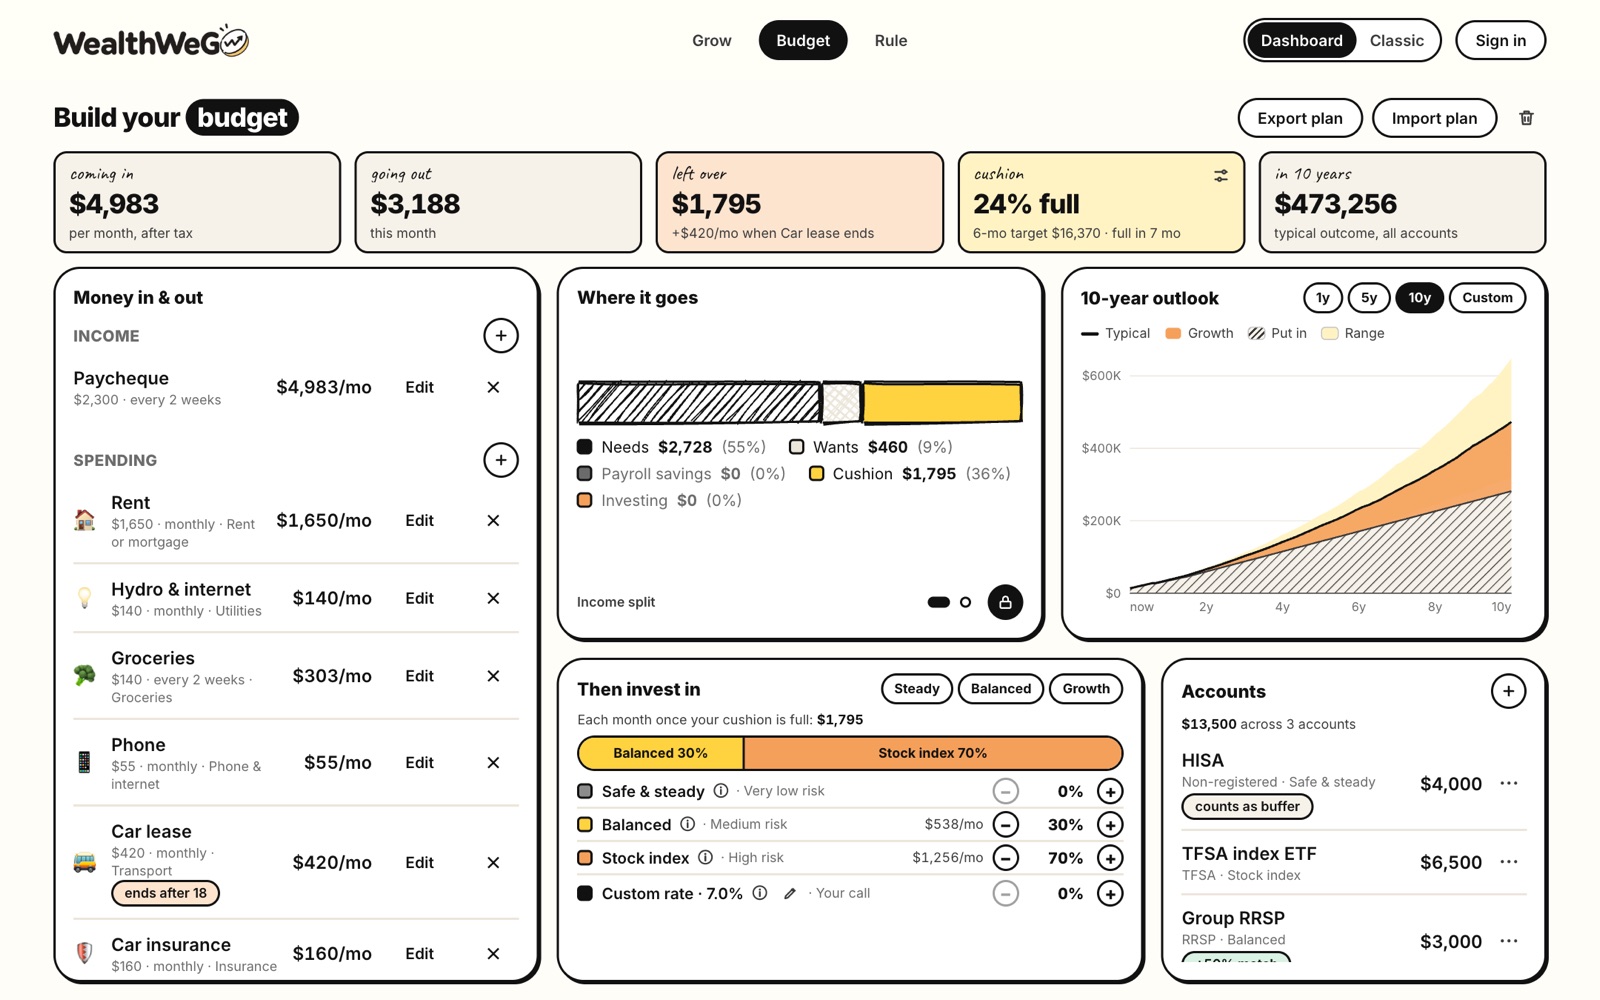 WealthWeGo
Grow
Budget
Rule
Dashboard
Classic
Sign in
Build your budget
Export plan
Import plan
coming in
$4,983
per month, after tax
going out
$3,188
this month
left over
$1,795
+$420/mo when Car lease ends
cushion
24% full
6-mo target $16,370 · full in 7 mo
in 10 years
$473,256
typical outcome, all accounts
Money in & out
INCOME
+
Paycheque
$2,300 · every 2 weeks
$4,983/mo
Edit
×
SPENDING
+
Rent
$1,650 · monthly · Rent
or mortgage
$1,650/mo
Edit
×
Hydro & internet
$140 · monthly · Utilities
$140/mo
Edit
×
Groceries
$140 · every 2 weeks ·
Groceries
$303/mo
Edit
×
Phone
$55 · monthly · Phone &
internet
$55/mo
Edit
×
Car lease
$420 · monthly ·
Transport
ends after 18
$420/mo
Edit
×
Car insurance
$160 · monthly · Insurance
$160/mo
Edit
×
Where it goes
Needs $2,728 (55%)
Wants $460 (9%)
Payroll savings $0 (0%)
Cushion $1,795 (36%)
Investing $0 (0%)
Income split
10-year outlook
1y
5y
10y
Custom
Typical
Growth
Put in
Range
$600K
$400K
$200K
$0
now
2y
4y
6y
8y
10y
Then invest in
Steady
Balanced
Growth
Each month once your cushion is full: $1,795
Balanced 30%
Stock index 70%
Safe & steady · Very low risk
− 0% +
Balanced · Medium risk
$538/mo − 30% +
Stock index · High risk
$1,256/mo − 70% +
Custom rate · 7.0% · Your call
− 0% +
Accounts
+
$13,500 across 3 accounts
HISA
Non-registered · Safe & steady
counts as buffer
$4,000
TFSA index ETF
TFSA · Stock index
$6,500
Group RRSP
RRSP · Balanced
$3,000